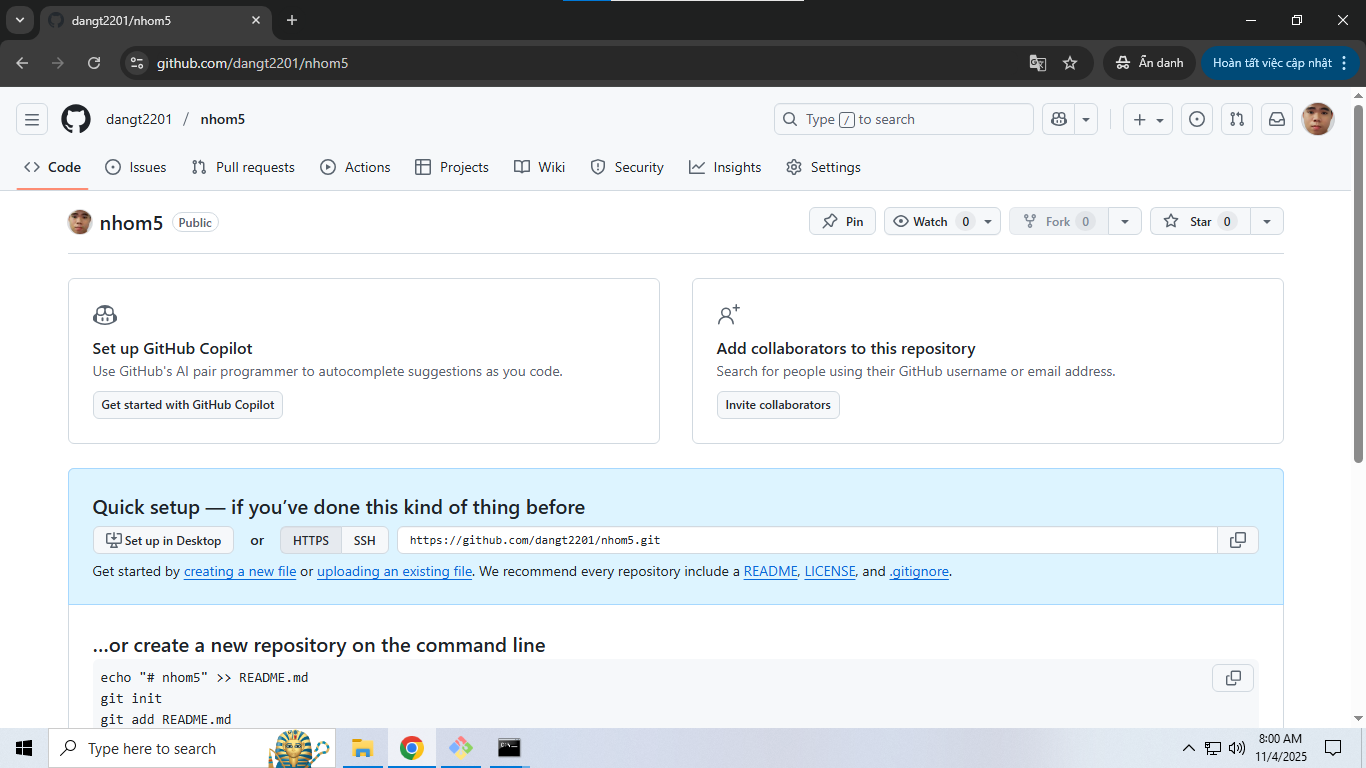 dangt2201/nhom5
github.com/dangt2201/nhom5
Ẩn danh
Hoàn tất việc cập nhật
dangt2201 / nhom5
Type / to search
Code
Issues
Pull requests
Actions
Projects
Wiki
Security
Insights
Settings
nhom5 Public
Pin
Watch 0
Fork 0
Star 0
Set up GitHub Copilot
Use GitHub's AI pair programmer to autocomplete suggestions as you code.
Get started with GitHub Copilot
Add collaborators to this repository
Search for people using their GitHub username or email address.
Invite collaborators
Quick setup — if you’ve done this kind of thing before
Set up in Desktop or HTTPS SSH https://github.com/dangt2201/nhom5.git
Get started by creating a new file or uploading an existing file. We recommend every repository include a README, LICENSE, and .gitignore.
…or create a new repository on the command line
echo "# nhom5" >> README.md
git init
git add README.md
Type here to search
8:00 AM
11/4/2025